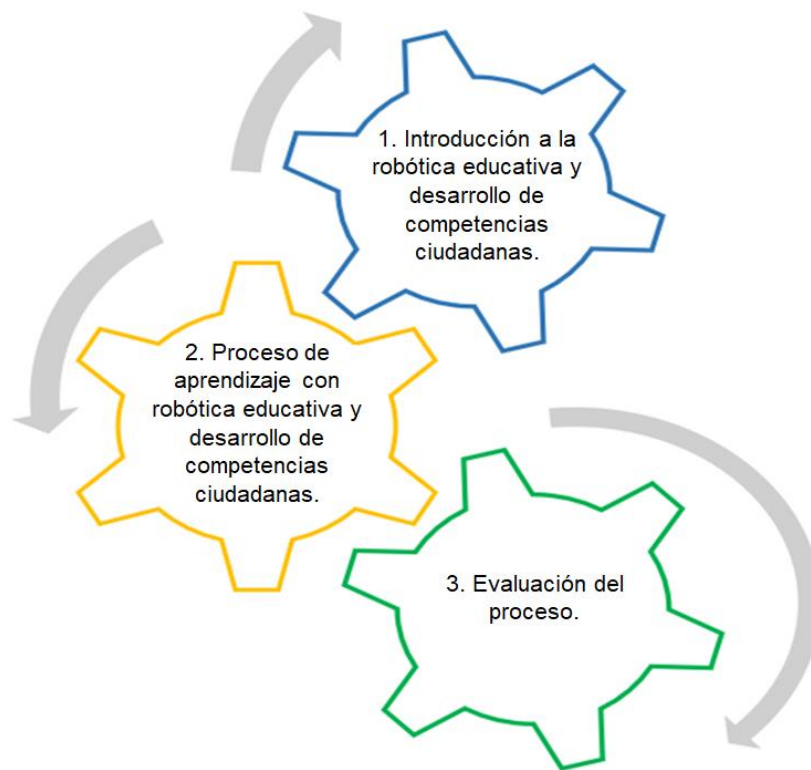 1. Introducción a la
robótica educativa y
desarrollo de
competencias
ciudadanas.
2. Proceso de
aprendizaje con
robótica educativa y
desarrollo de
competencias
ciudadanas.
3. Evaluación del
proceso.